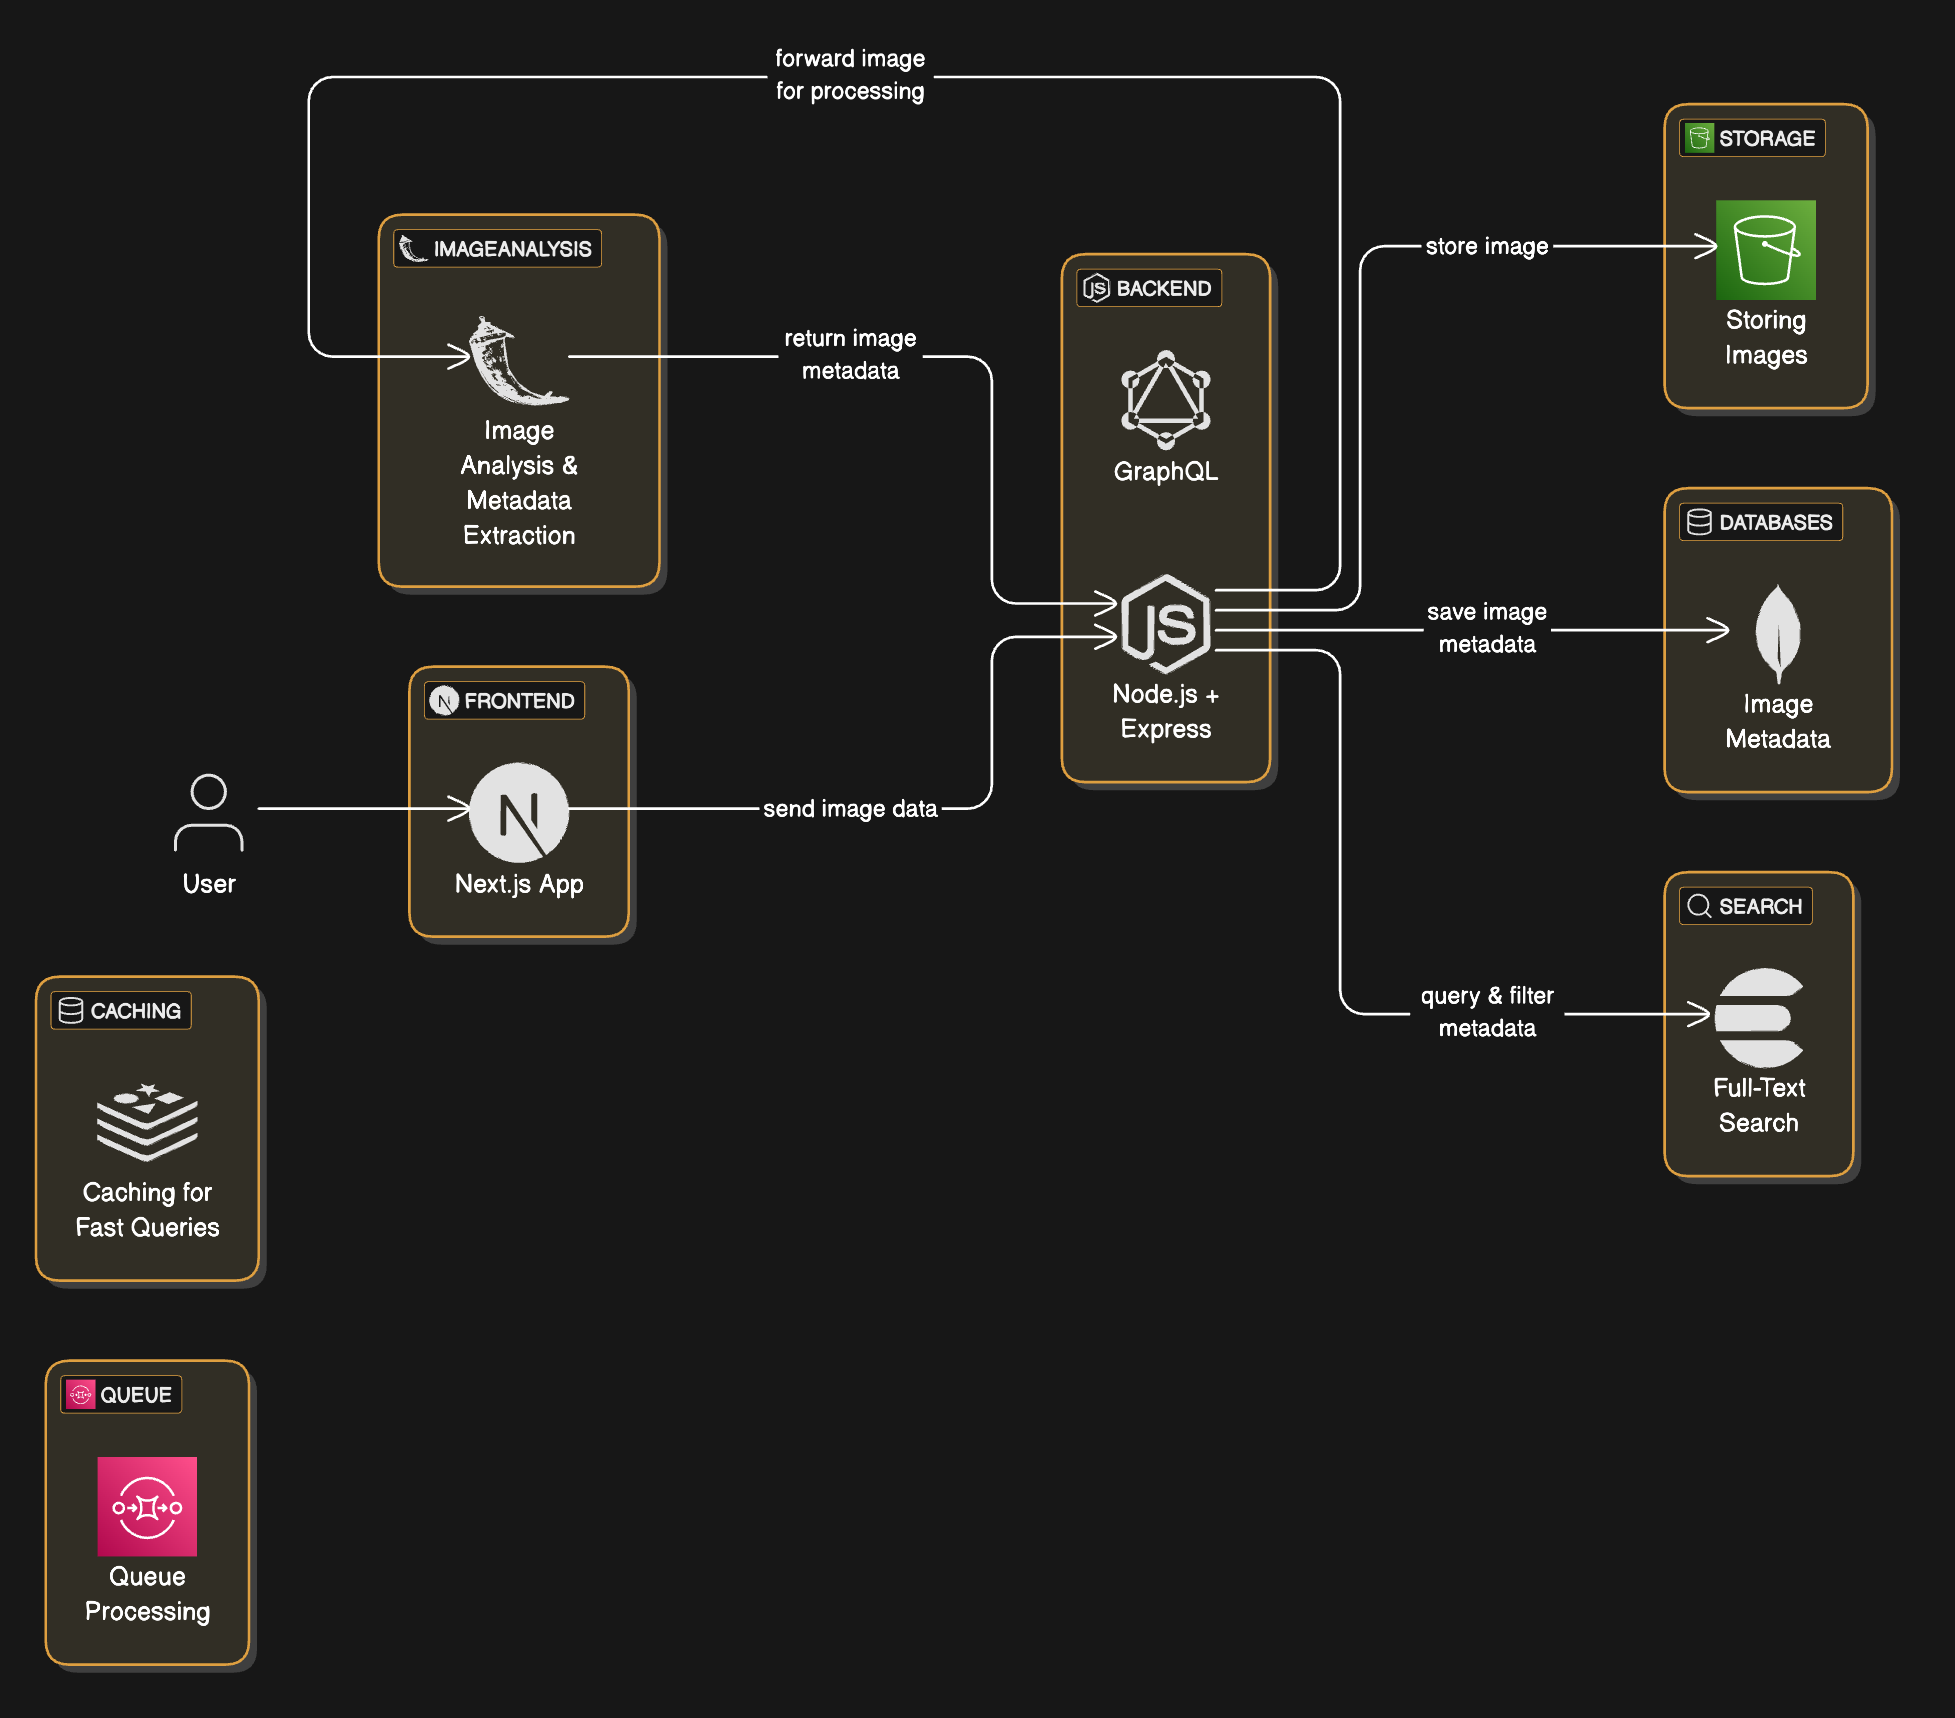 forward image
for processing
STORAGE
store image
Storing
Images
IMAGEANALYSIS
Image
Analysis &
Metadata
Extraction
return image
metadata
BACKEND
GraphQL
JS
Node.js +
Express
DATABASES
save image
metadata
Image
Metadata
FRONTEND
N
Next.js App
User
send image data
SEARCH
query & filter
metadata
Full-Text
Search
CACHING
Caching for
Fast Queries
QUEUE
Queue
Processing